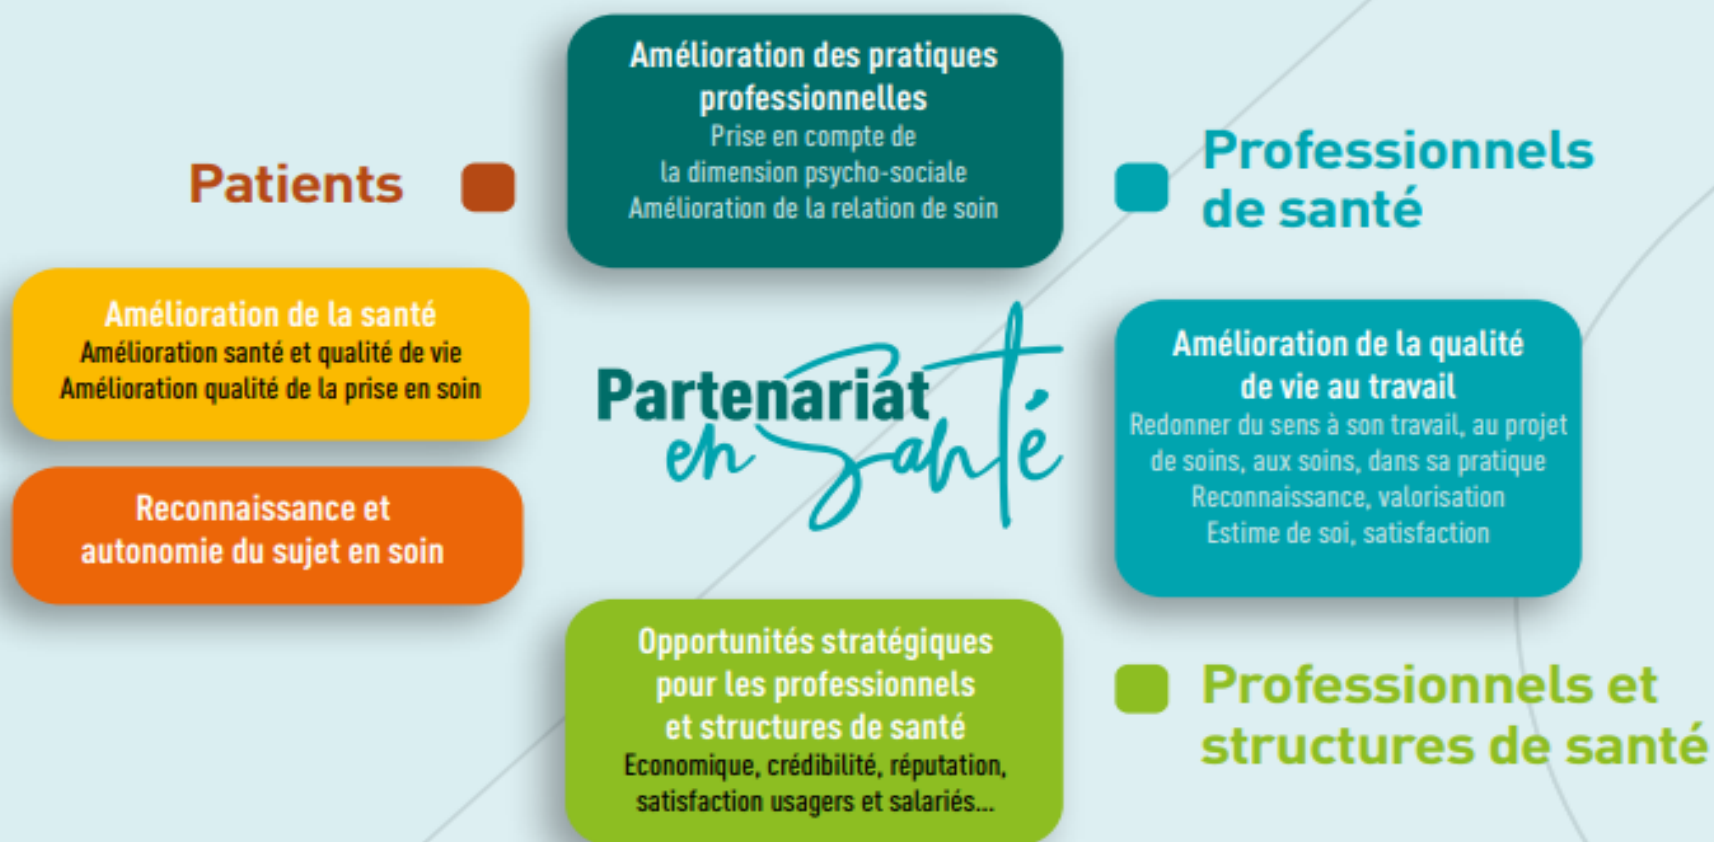 Amélioration des pratiques
professionnelles
Prise en compte de
la dimension psycho-sociale
Amélioration de la relation de soin
Patients
Professionnels
de santé
Amélioration de la santé
Amélioration santé et qualité de vie
Amélioration qualité de la prise en soin
Reconnaissance et
autonomie du sujet en soin
Partenariat
en Santé
Amélioration de la qualité
de vie au travail
Redonner du sens à son travail, au projet
de soins, aux soins, dans sa pratique
Reconnaissance, valorisation
Estime de soi, satisfaction
Opportunités stratégiques
pour les professionnels
et structures de santé
Economique, crédibilité, réputation,
satisfaction usagers et salariés...
Professionnels et
structures de santé